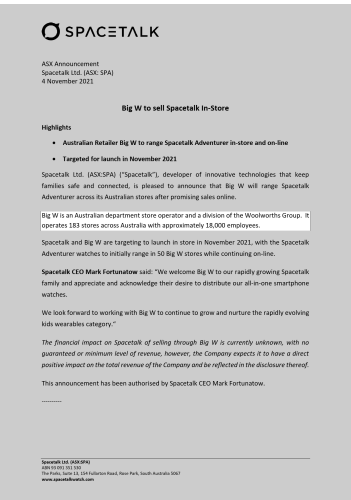 SPACETALK
ASX Announcement
Spacetalk Ltd. (ASX: SPA)
4 November 2021
Big W to sell Spacetalk In-Store
Highlights
• Australian Retailer Big W to range Spacetalk Adventurer in-store and on-line
• Targeted for launch in November 2021
Spacetalk Ltd. (ASX:SPA) (“Spacetalk”), developer of innovative technologies that keep
families safe and connected, is pleased to announce that Big W will range Spacetalk
Adventurer across its Australian stores after promising sales online.
Big W is an Australian department store operator and a division of the Woolworths Group. It
operates 183 stores across Australia with approximately 18,000 employees.
Spacetalk and Big W are targeting to launch in store in November 2021, with the Spacetalk
Adventurer watches to initially range in 50 Big W stores while continuing on-line.
Spacetalk CEO Mark Fortunatow said: “We welcome Big W to our rapidly growing Spacetalk
family and appreciate and acknowledge their desire to distribute our all-in-one smartphone
watches.
We look forward to working with Big W to continue to grow and nurture the rapidly evolving
kids wearables category.”
The financial impact on Spacetalk of selling through Big W is currently unknown, with no
guaranteed or minimum level of revenue, however, the Company expects it to have a direct
positive impact on the total revenue of the Company and be reflected in the disclosure thereof.
This announcement has been authorised by Spacetalk CEO Mark Fortunatow.
----------
Spacetalk Ltd. (ASX:SPA)
ABN 93 091 351 530
The Parks, Suite 13, 154 Fullarton Road, Rose Park, South Australia 5067
www.spacetalkwatch.com